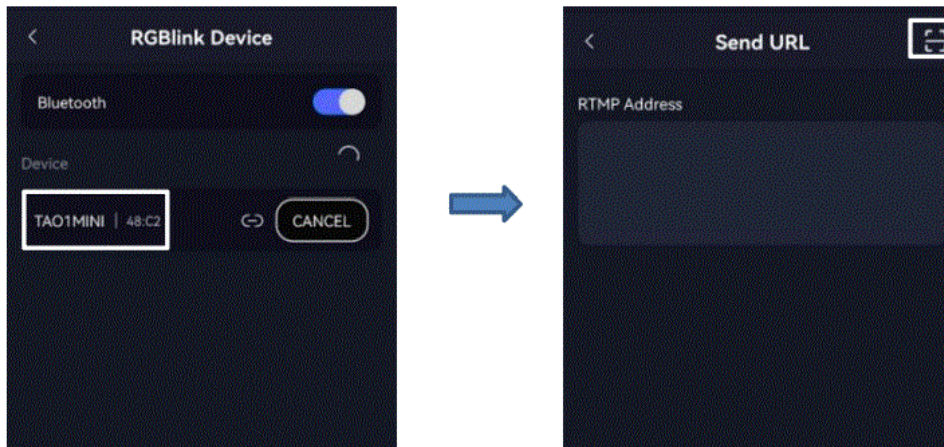 RGBlink Device
Bluetooth
Device
TAO1MINI | 48:C2
CANCEL
Send URL
RTMP Address